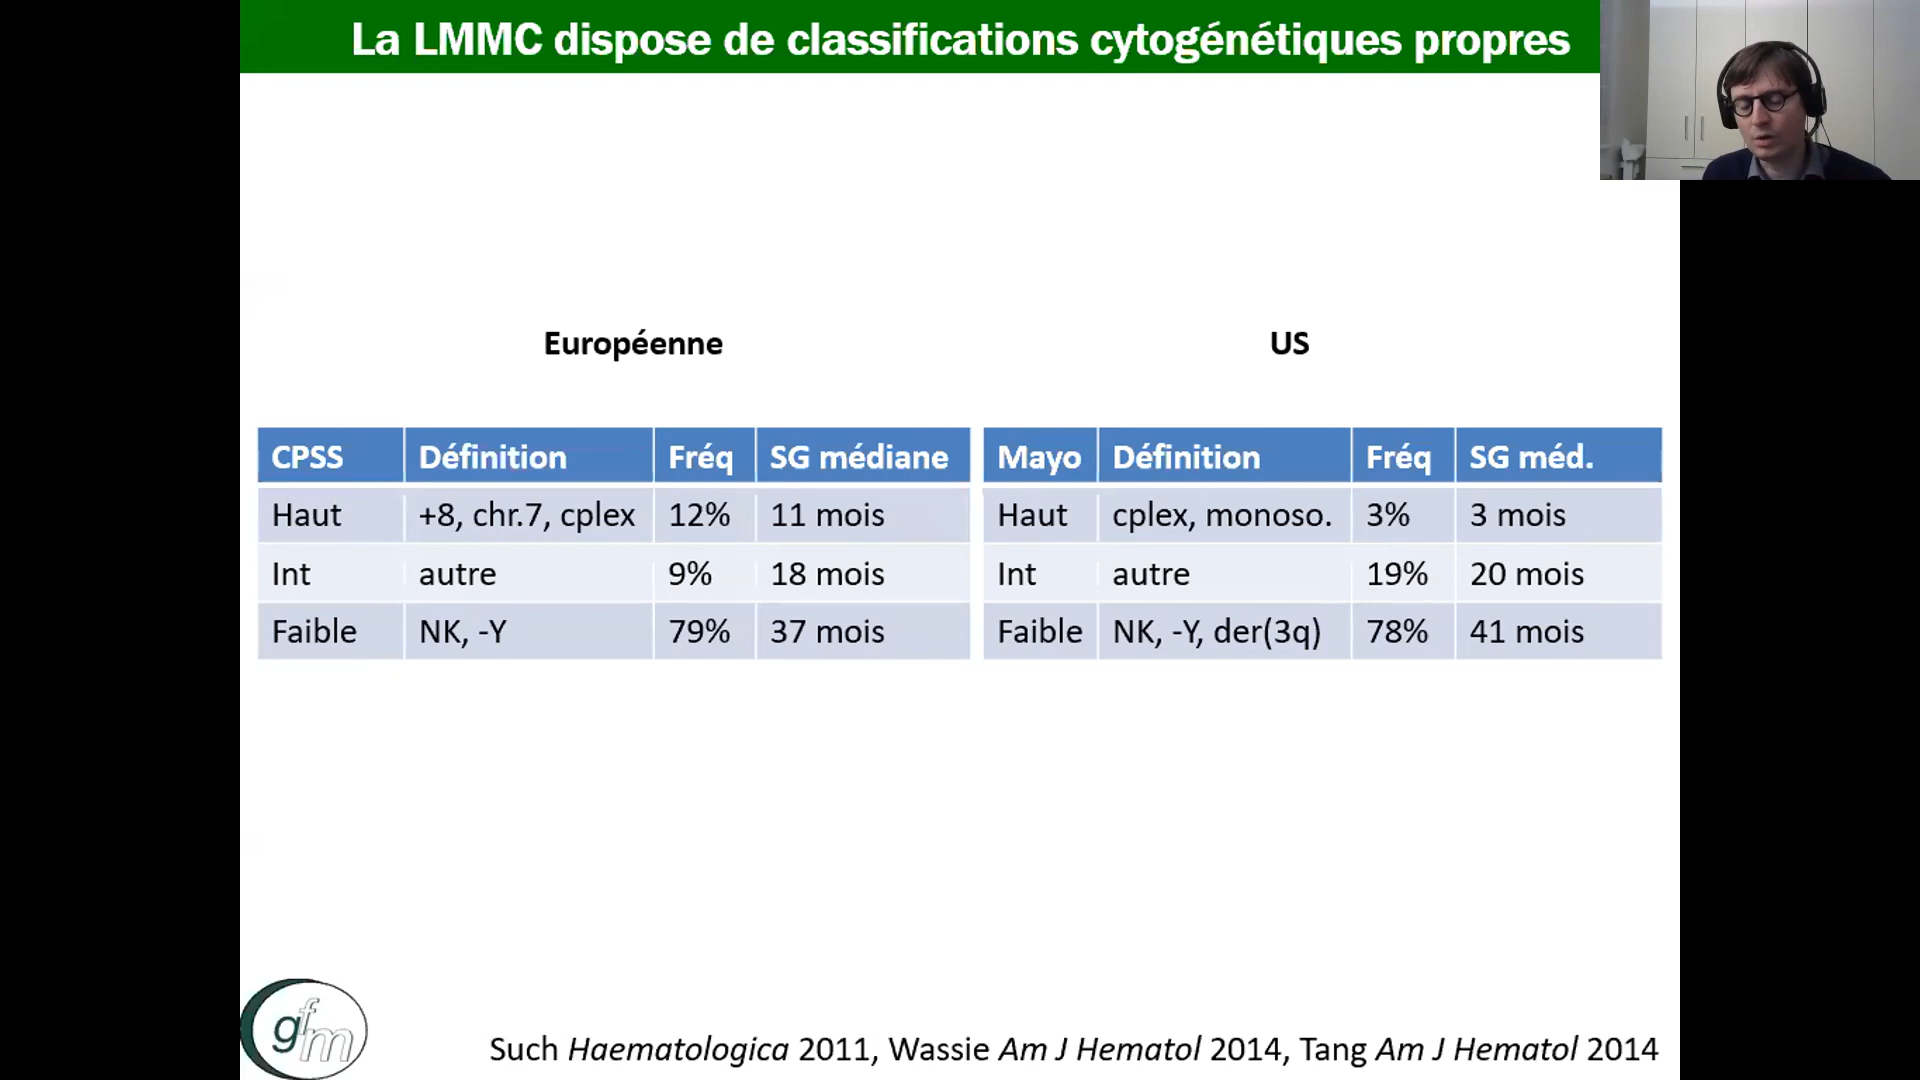 La LMMC dispose de classifications cytogénétiques propres
Européenne
US
CPSS Définition Fréq SG médiane
Haut +8, chr.7, cplex 12% 11 mois
Int autre 9% 18 mois
Faible NK, -Y 79% 37 mois
Mayo Définition Fréq SG méd.
Haut cplex, monoso. 3% 3 mois
Int autre 19% 20 mois
Faible NK, -Y, der(3q) 78% 41 mois
gfm
Such Haematologica 2011, Wassie Am J Hematol 2014, Tang Am J Hematol 2014